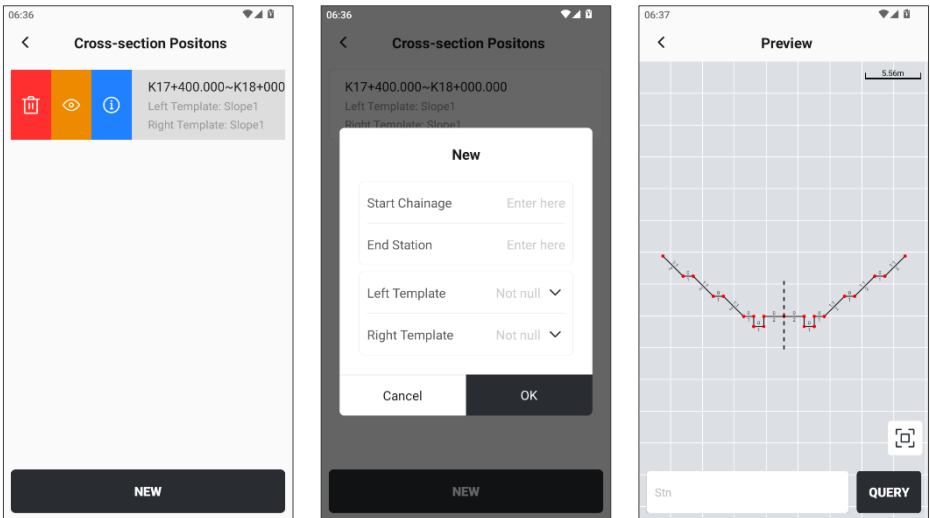 06:36
Cross-section Positons
K17+400.000~K18+000
Left Template: Slope1
Right Template: Slope1
NEW
06:36
Cross-section Positons
K17+400.000~K18+000.000
Left Template: Slope1
Right Template: Slope1
New
Start Chainage Enter here
End Station Enter here
Left Template Not null
Right Template Not null
Cancel OK
NEW
06:37
Preview
5.56m
Stn QUERY